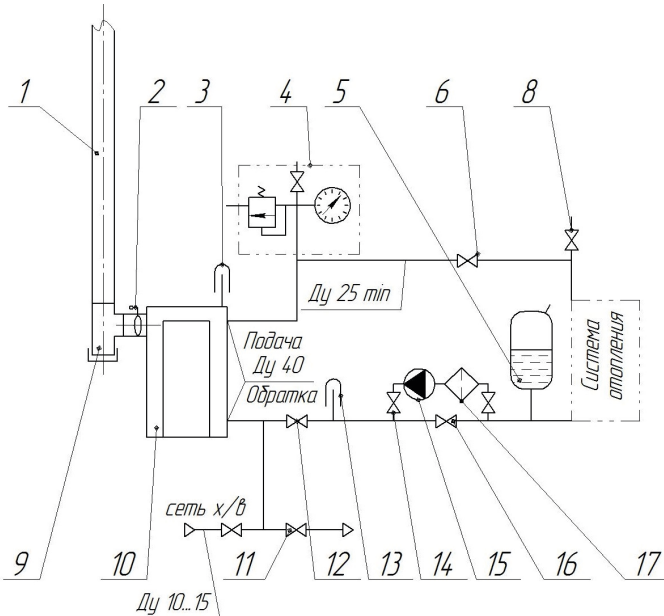 1
2
3
4
5
6
8
Ду 25 min
Подача
Ду 40
Обратка
Система
отопления
сеть х/в
9
10
11
12
13
14
15
16
17
Ду 10...15